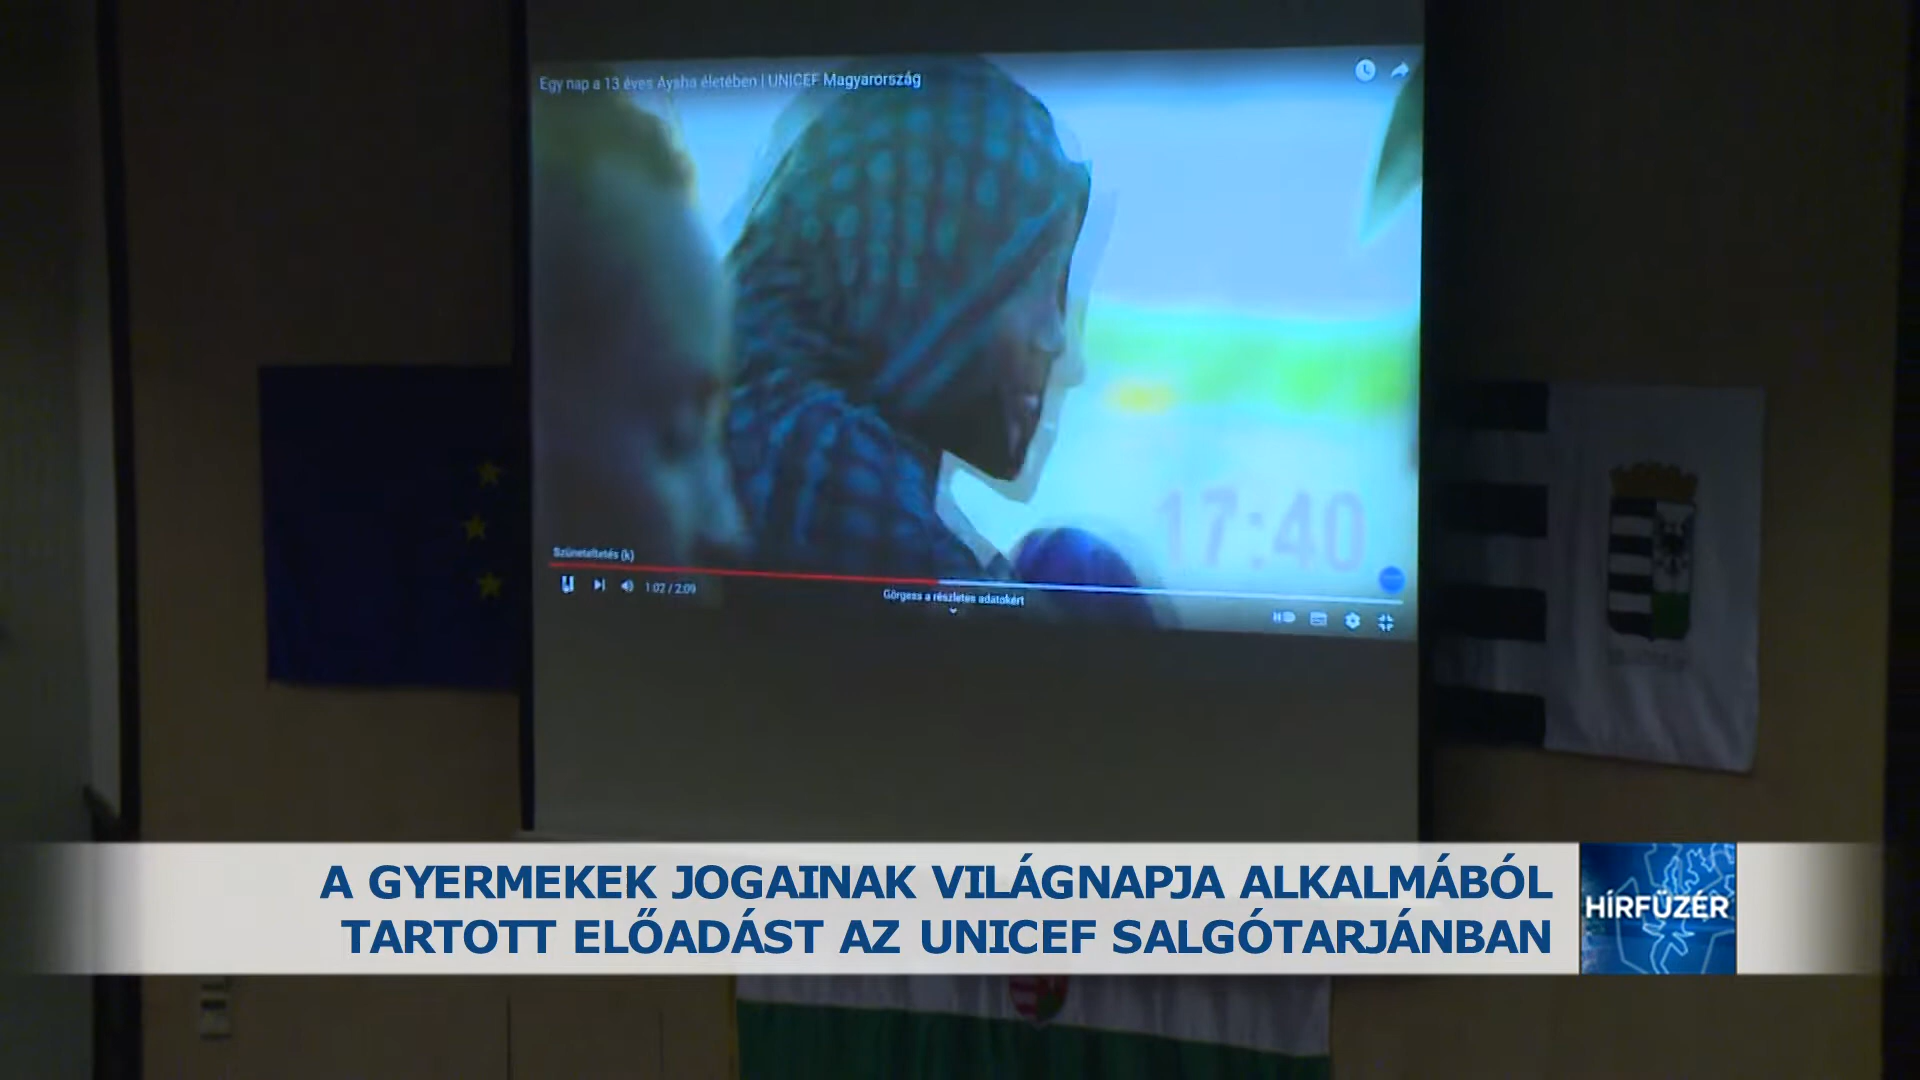 Egy nap a 13 éves Aysha életében | UNICEF Magyarország
17:40
Szüneteltetés (k)
1:02 / 2:09
Görgess a részletes adatokért
A GYERMEKEK JOGAINAK VILÁGNAPJA ALKALMÁBÓL
TARTOTT ELŐADÁST AZ UNICEF SALGÓTARJÁNBAN
HÍRFŰZÉR